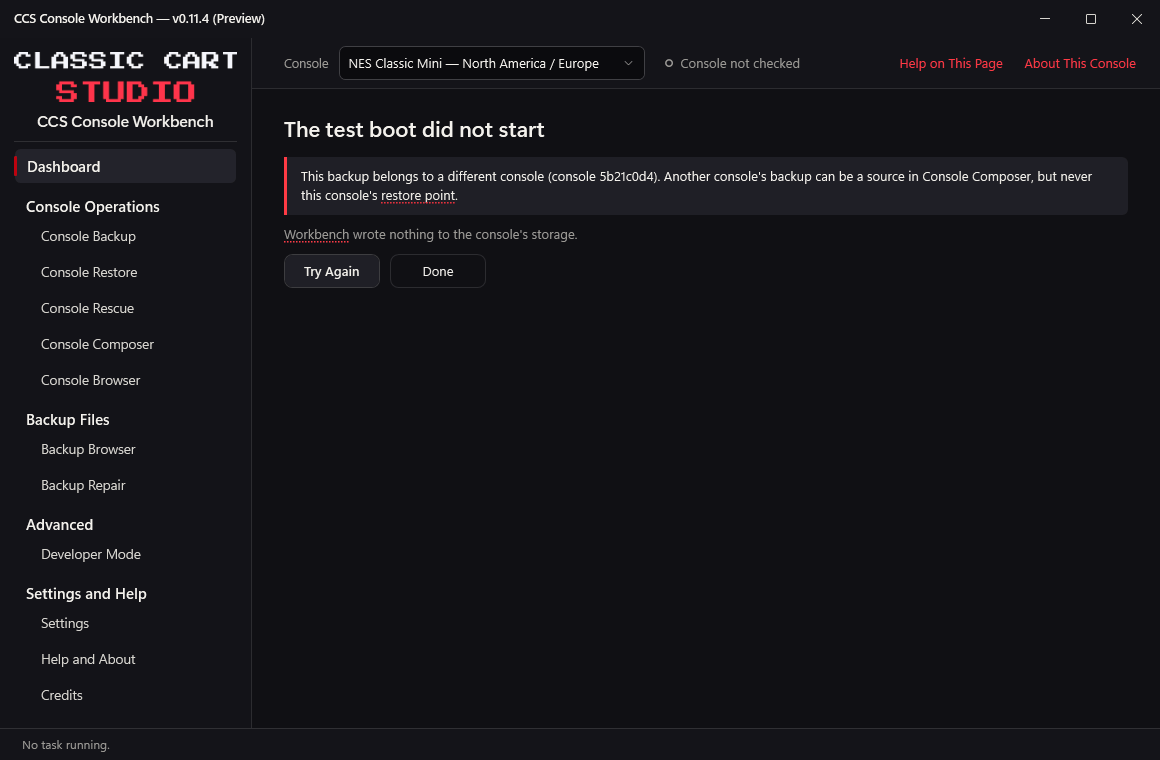 CCS Console Workbench — v0.11.4 (Preview)
CLASSIC CART
STUDIO
CCS Console Workbench
Dashboard
Console Operations
Console Backup
Console Restore
Console Rescue
Console Composer
Console Browser
Backup Files
Backup Browser
Backup Repair
Advanced
Developer Mode
Settings and Help
Settings
Help and About
Credits
Console
NES Classic Mini — North America / Europe
Console not checked
Help on This Page
About This Console
The test boot did not start
This backup belongs to a different console (console 5b21c0d4). Another console's backup can be a source in Console Composer, but never
this console's restore point.
Workbench wrote nothing to the console's storage.
Try Again
Done
No task running.